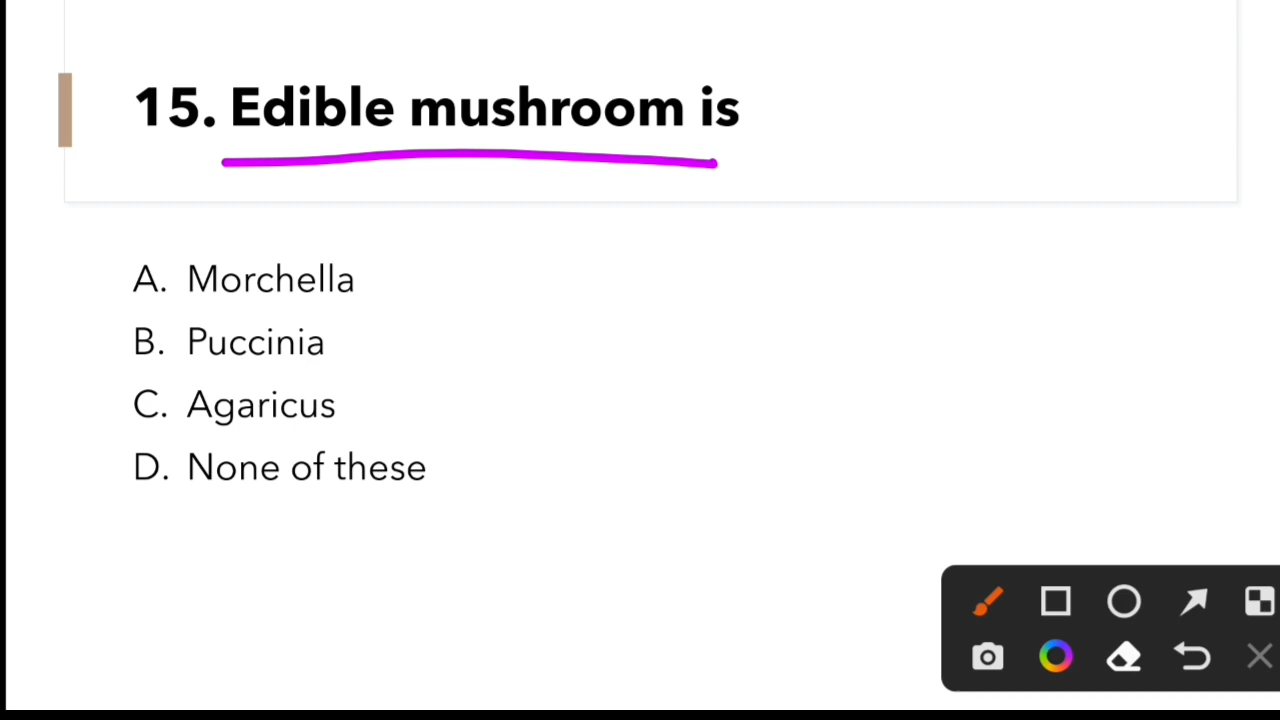 15. Edible mushroom is
A. Morchella
B. Puccinia
C. Agaricus
D. None of these